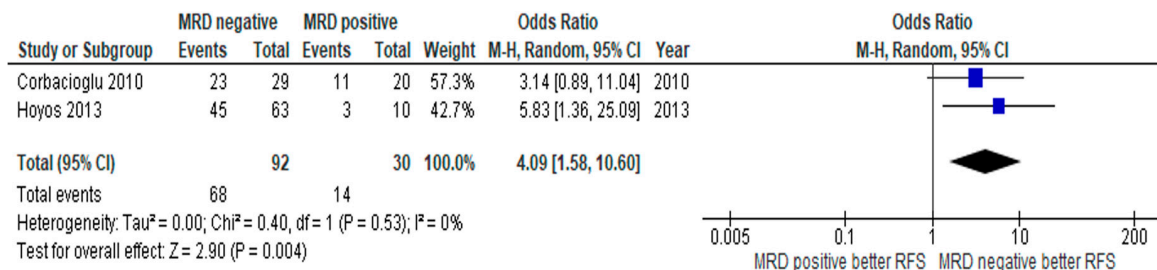 MRD negative MRD positive Odds Ratio Odds Ratio
Study or Subgroup Events Total Events Total Weight M-H, Random, 95% CI Year M-H, Random, 95% CI
Corbacioglu 2010 23 29 11 20 57.3% 3.14 [0.89, 11.04] 2010
Hoyos 2013 45 63 3 10 42.7% 5.83 [1.36, 25.09] 2013
Total (95% CI) 92 30 100.0% 4.09 [1.58, 10.60]
Total events 68 14
Heterogeneity: Tau² = 0.00; Chi² = 0.40, df = 1 (P = 0.53); I² = 0%
Test for overall effect: Z = 2.90 (P = 0.004)
0.005 0.1 1 10 200
MRD positive better RFS MRD negative better RFS